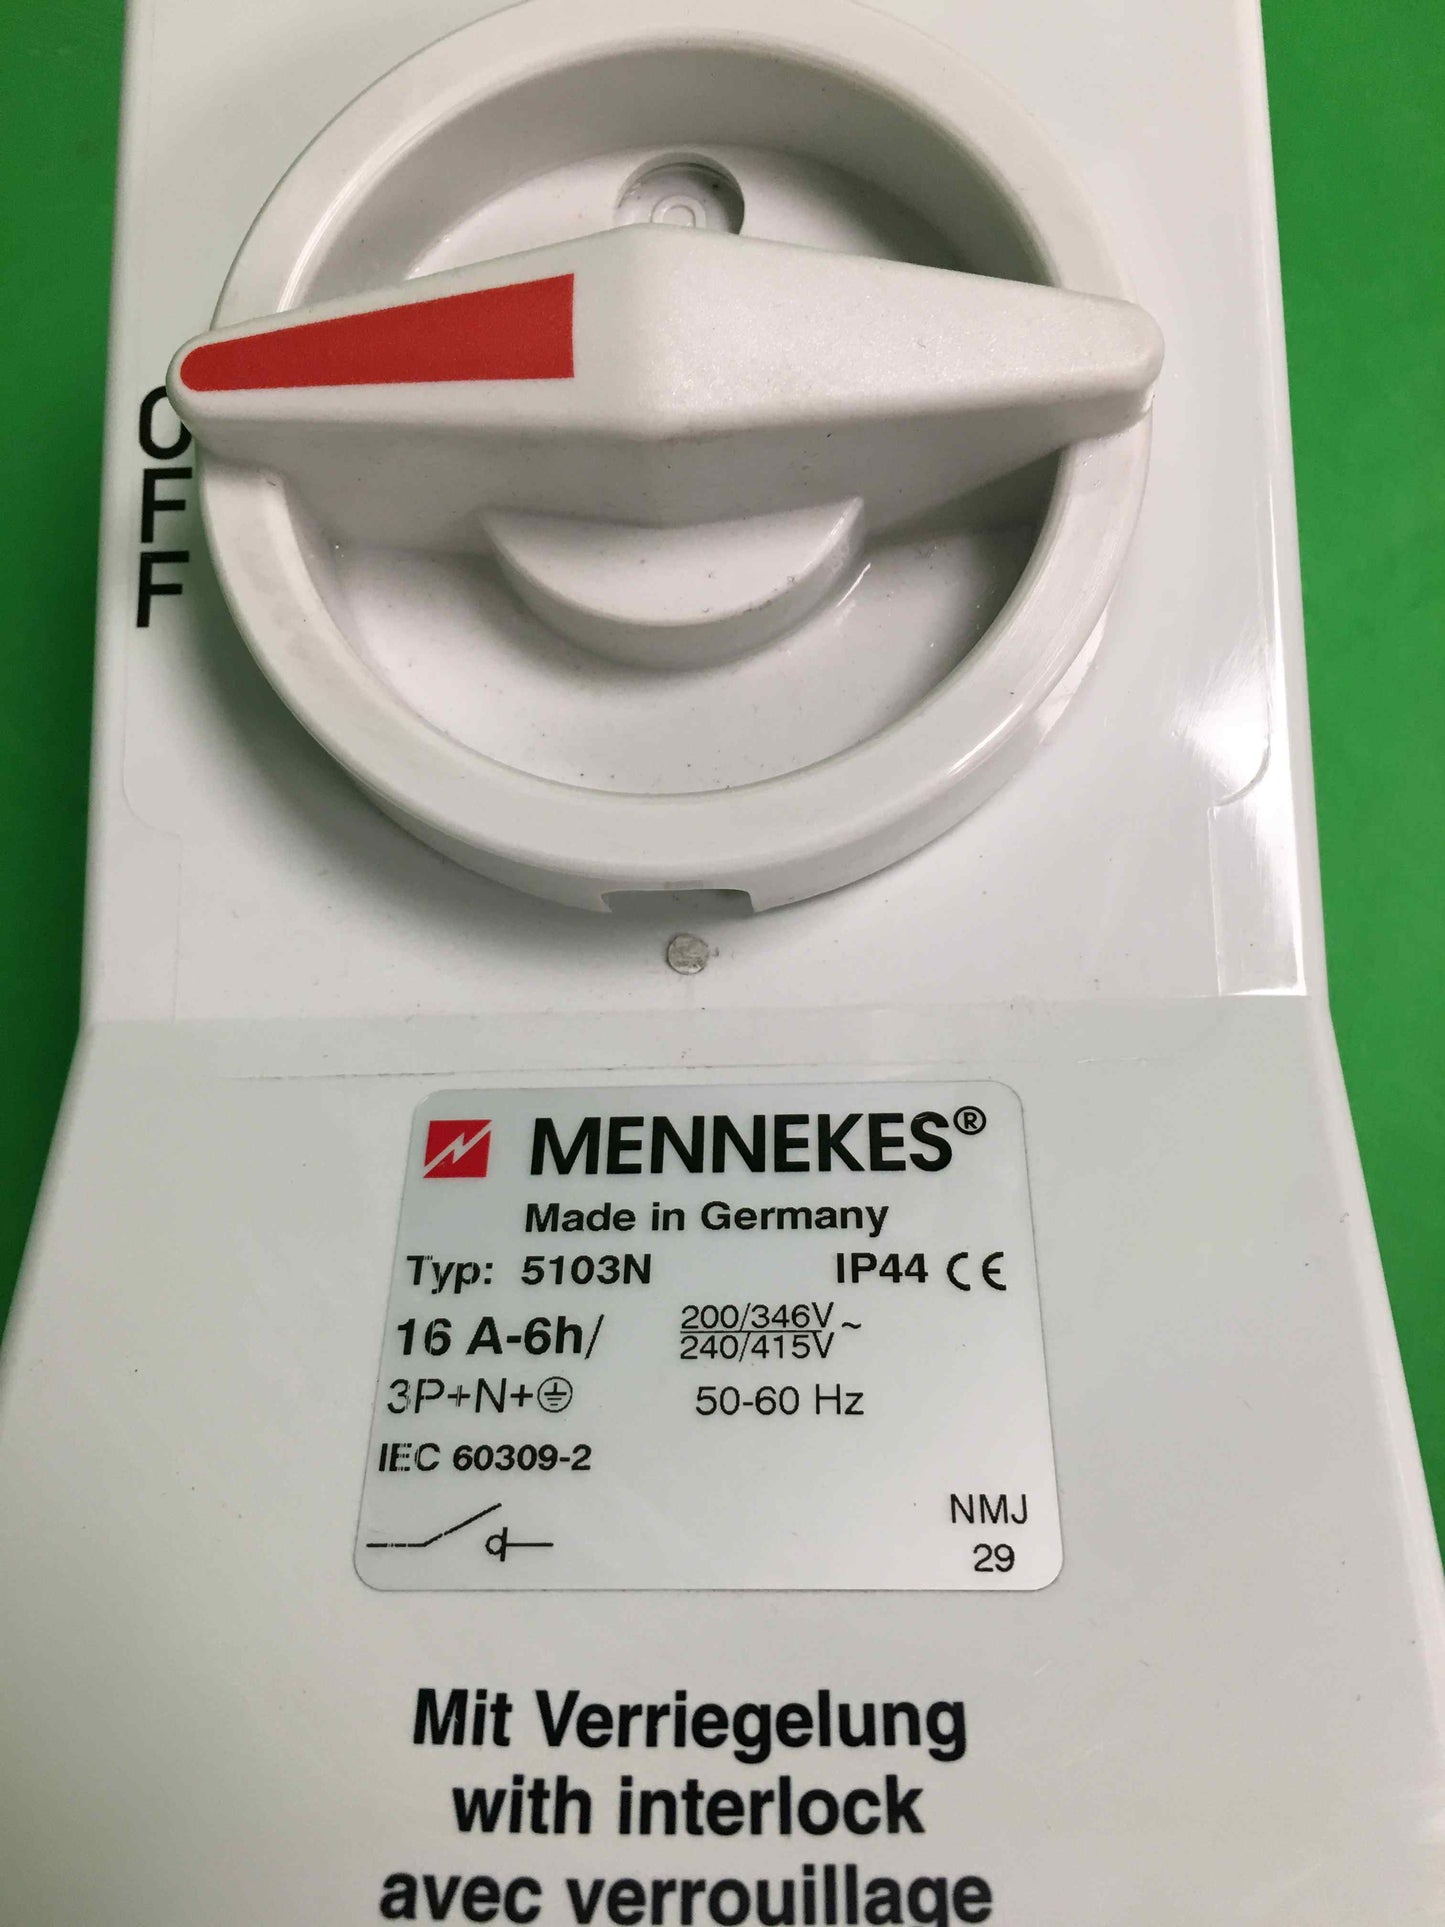 OFF
MENNEKES®
Made in Germany
Typ: 5103N IP44 CE
16 A-6h/ 200/346V~
240/415V
3P+N+⏚ 50-60 Hz
IEC 60309-2
NMJ
29
Mit Verriegelung
with interlock
avec verrouillage